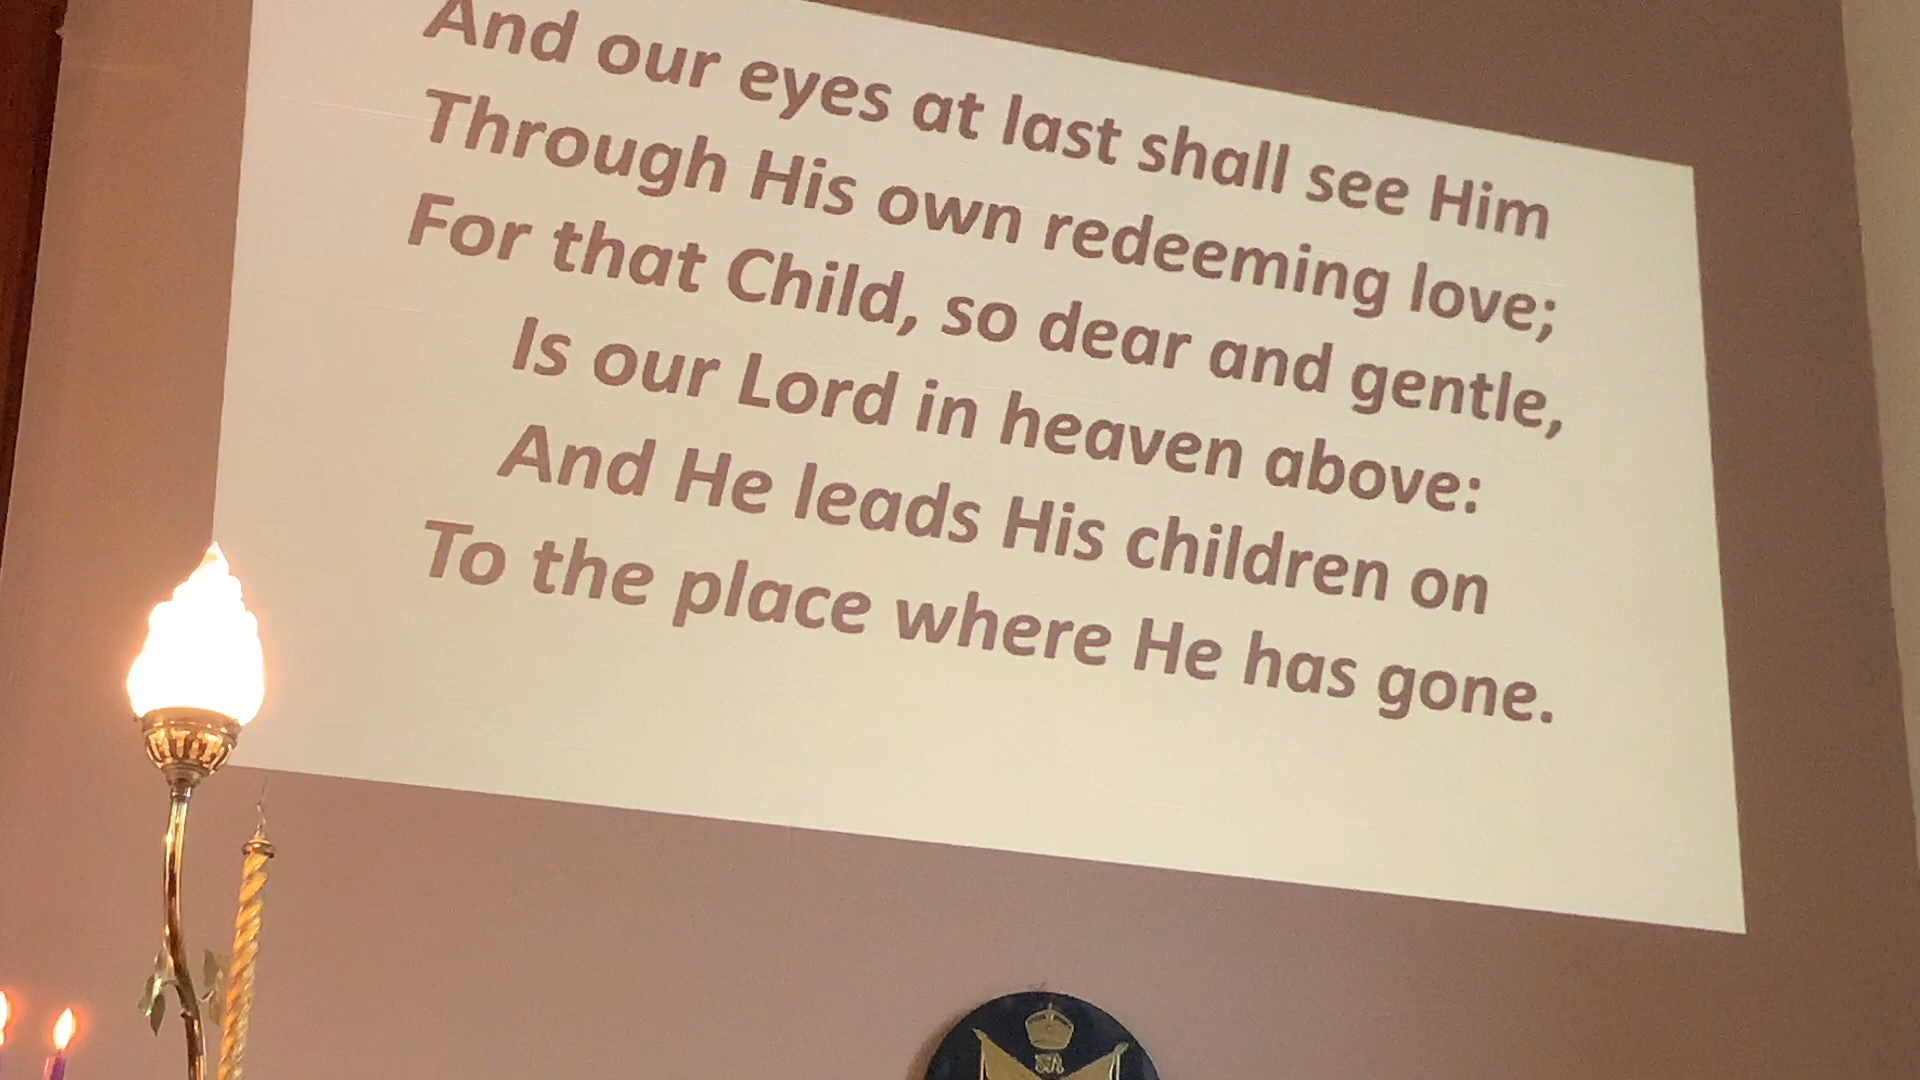 And our eyes at last shall see Him
Through His own redeeming love;
For that Child, so dear and gentle,
Is our Lord in heaven above:
And He leads His children on
To the place where He has gone.